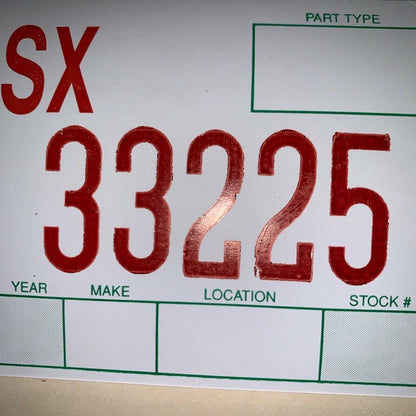 PART TYPE
SX
33225
YEAR MAKE LOCATION STOCK #